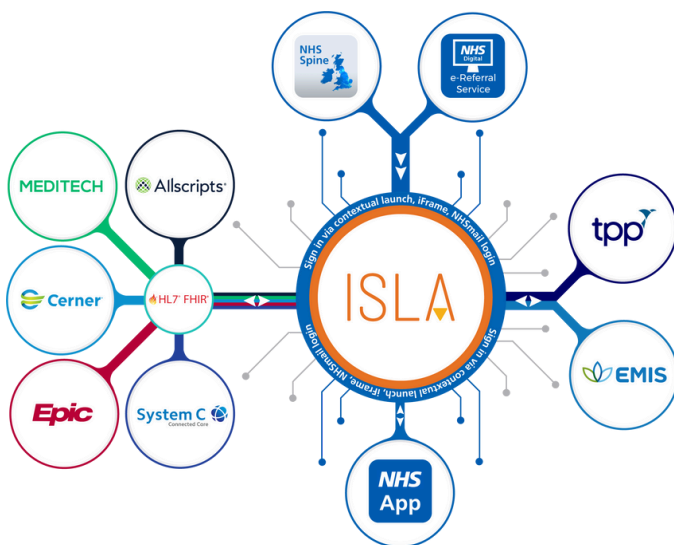 NHS
Spine
NHS
Digital
e-Referral
Service
MEDITECH
Allscripts®
Sign in via contextual launch, iFrame, NHSmail login
tpp
Cerner
HL7® FHIR®
ISLA
EMIS
Epic
System C
Connected Care
Sign in via contextual launch, iFrame, NHSmail login
NHS
App